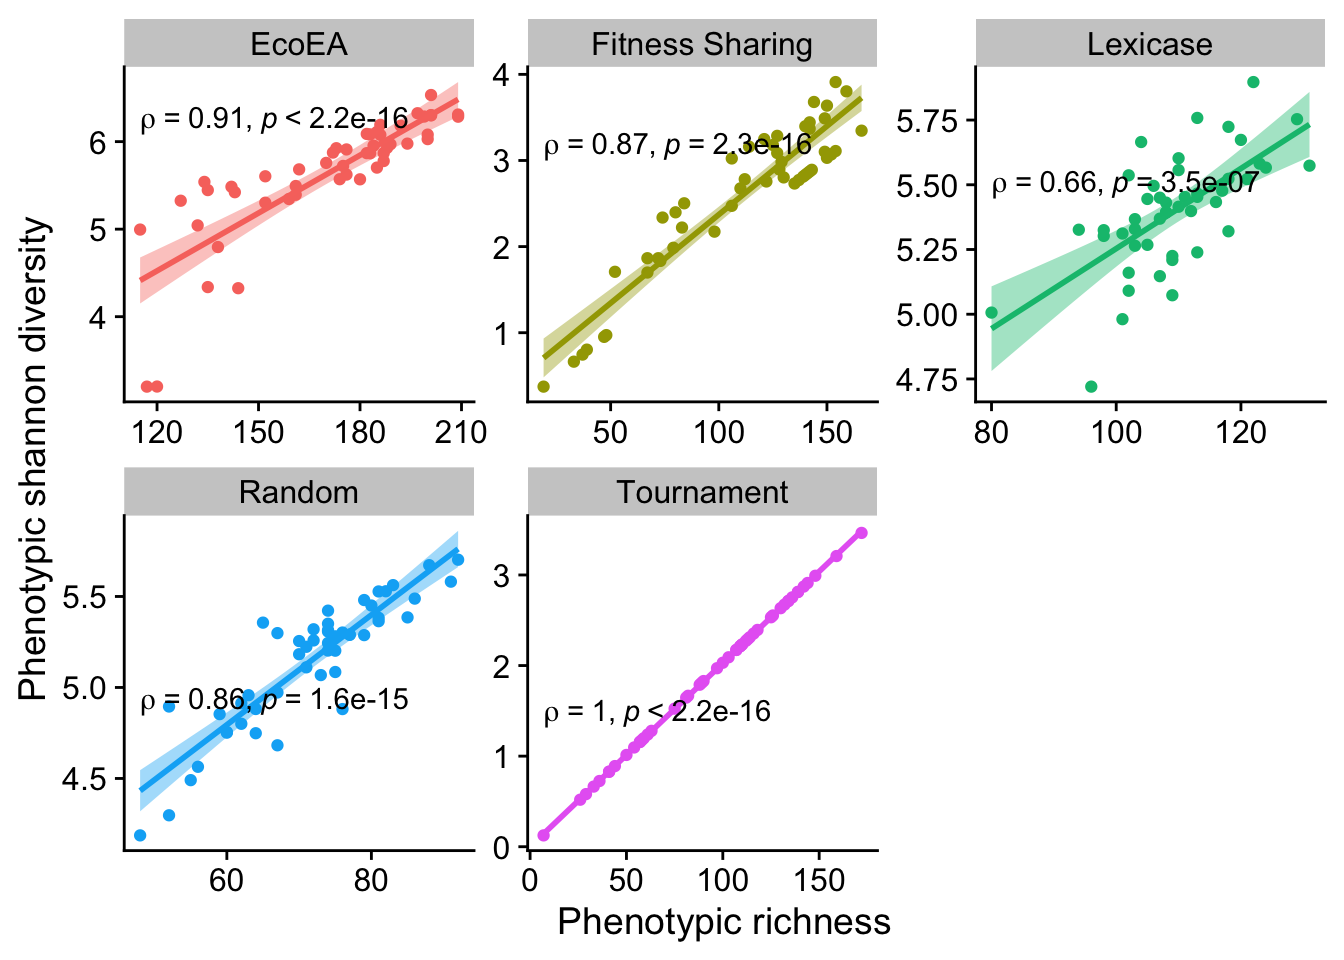 EcoEA
Fitness Sharing
Lexicase
ρ = 0.91, p < 2.2e-16
ρ = 0.87, p = 2.3e-16
ρ = 0.66, p = 3.5e-07
6
5
4
4
3
2
1
5.75
5.50
5.25
5.00
4.75
120 150 180 210
50 100 150
80 100 120
Phenotypic shannon diversity
Random
Tournament
ρ = 0.86, p = 1.6e-15
ρ = 1, p < 2.2e-16
5.5
5.0
4.5
3
2
1
0
60 80
0 50 100 150
Phenotypic richness